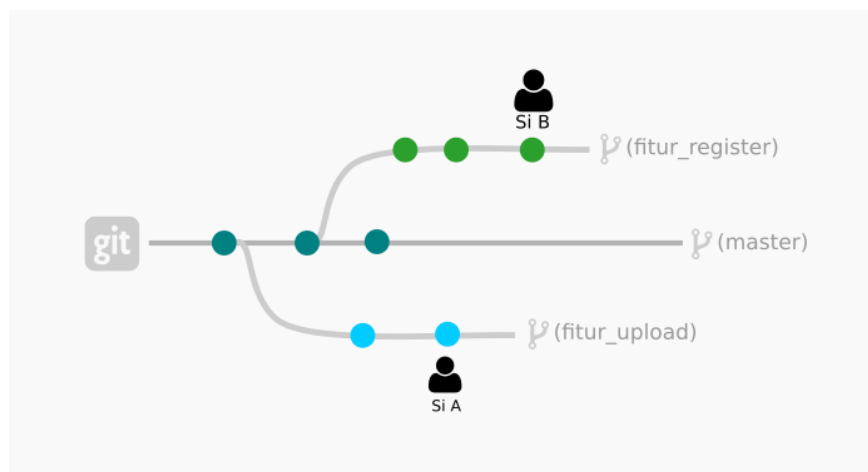 Si B
(fitur_register)
git
(master)
(fitur_upload)
Si A